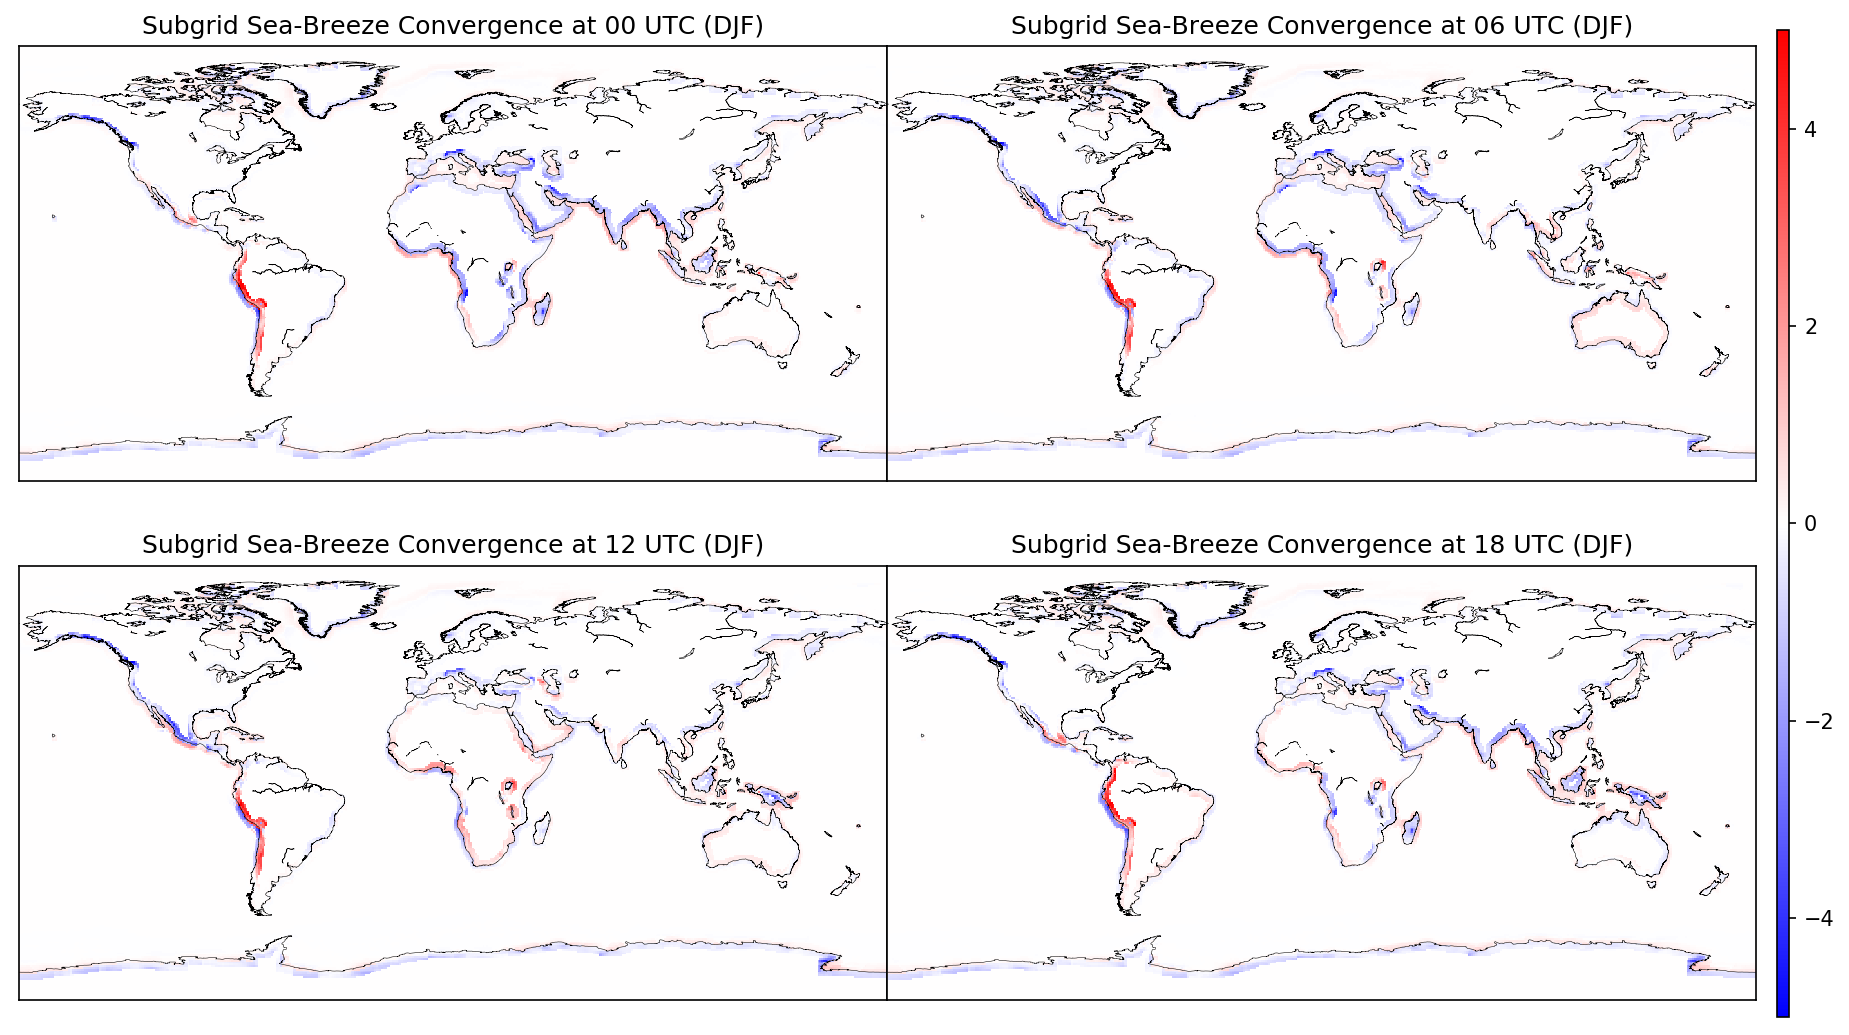 Subgrid Sea-Breeze Convergence at 00 UTC (DJF)
Subgrid Sea-Breeze Convergence at 06 UTC (DJF)
4
2
0
−2
−4
Subgrid Sea-Breeze Convergence at 12 UTC (DJF)
Subgrid Sea-Breeze Convergence at 18 UTC (DJF)